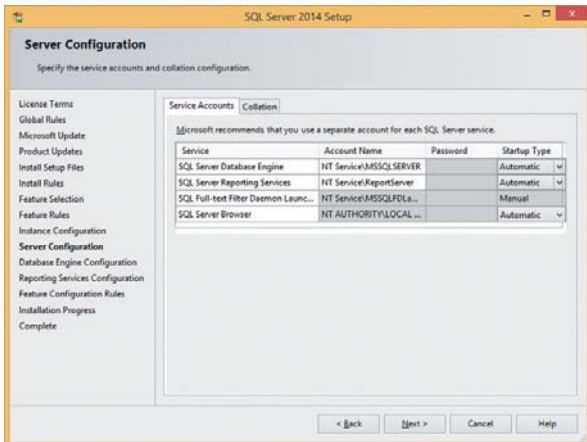 SQL Server 2014 Setup
Server Configuration
Specify the service accounts and collation configuration.
License Terms
Global Rules
Microsoft Update
Product Updates
Install Setup Files
Install Rules
Feature Selection
Feature Rules
Instance Configuration
Server Configuration
Database Engine Configuration
Reporting Services Configuration
Feature Configuration Rules
Installation Progress
Complete
Service Accounts Collation
Microsoft recommends that you use a separate account for each SQL Server service.
Service Account Name Password Startup Type
SQL Server Database Engine NT Service\MSSQLSERVER Automatic
SQL Server Reporting Services NT Service\ReportServer Automatic
SQL Full-text Filter Daemon Launc... NT Service\MSSQLFDLa... Manual
SQL Server Browser NT AUTHORITY\LOCAL ... Automatic
< Back Next > Cancel Help